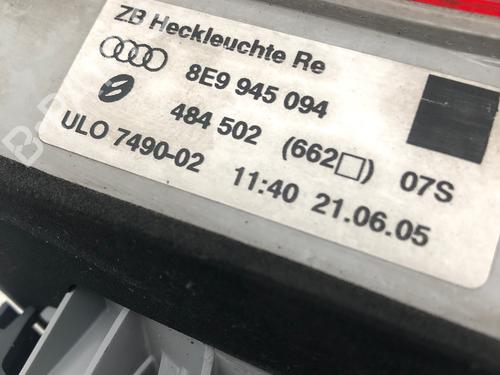 ZB Heckleuchte Re
8E9 945 094
484 502 (662□) 07S
ULO 7490-02 11:40 21.06.05